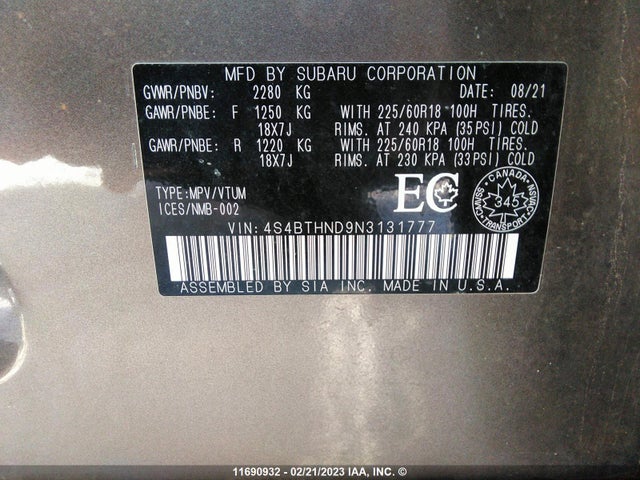 MFD BY SUBARU CORPORATION
GVWR/PNBV: 2280 KG DATE: 08/21
GAWR/PNBE: F 1250 KG WITH 225/60R18 100H TIRES.
18X7J RIMS. AT 240 KPA (35PSI) COLD
GAWR/PNBE: R 1220 KG WITH 225/60R18 100H TIRES.
18X7J RIMS. AT 230 KPA (33PSI) COLD
TYPE:MPV/VTUM
ICES/NMB-002
EC
CANADA
345
TRANSPORT
CMVSS
NSVAC
VIN: 4S4BTHND9N3131777
ASSEMBLED BY SIA INC. MADE IN U.S.A.
11690932 - 02/21/2023 IAA, INC. ©